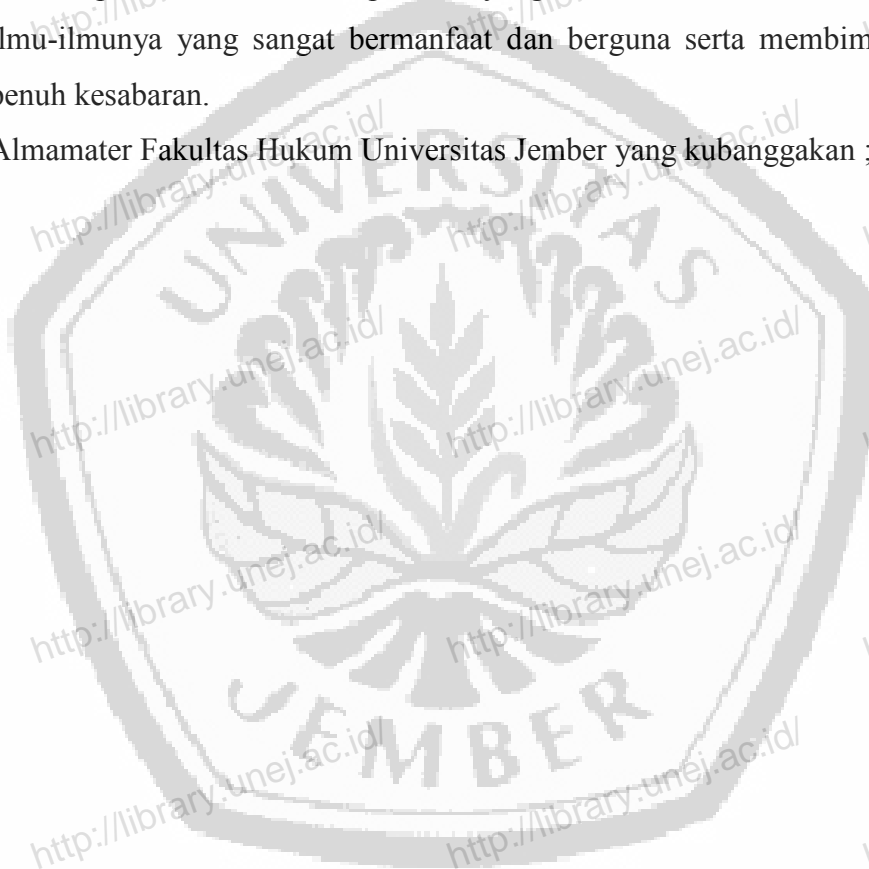 ilmu-ilmunya yang sangat bermanfaat dan berguna serta
penuh kesabaran.
Almamater Fakultas Hukum Universitas Jember yang kubanggakan ;
UNIVERSITAS
JEMBER
http://library.unej.ac.id/
http://library.unej.ac.id/
http://library.unej.ac.id/
http://library.unej.ac.id/
http://library.unej.ac.id/
http://library.unej.ac.id/
http://library.unej.ac.id/
http://library.unej.ac.id/